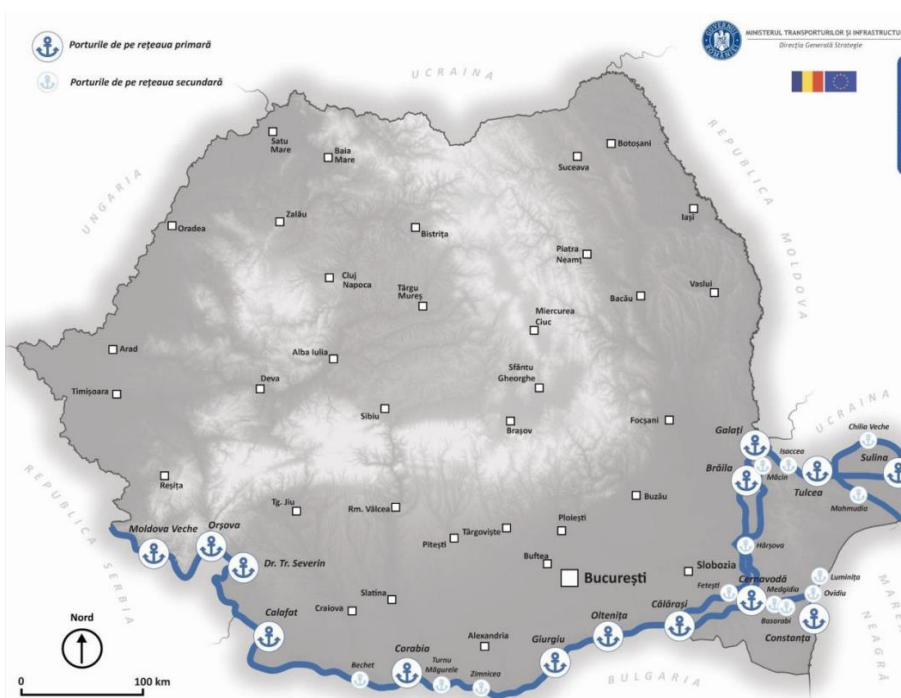 Porturile de pe rețeaua primară
Porturile de pe rețeaua secundară
GUVERNUL ROMÂNIEI
MINISTERUL TRANSPORTURILOR ȘI INFRASTRUCTU
Direcția Generală Strategie
UCRAINA
REPUBLICA
MOLDOVA
UNGARIA
Satu
Mare
Baia
Mare
Botoșani
Suceava
Iași
Oradea
Zalău
Bistrița
Piatra
Neamț
Cluj
Napoca
Târgu
Mureș
Bacău
Vaslui
Miercurea
Ciuc
Arad
Alba Iulia
Deva
Sfântu
Gheorghe
Timișoara
Sibiu
Brașov
Focșani
UCRAINA
Galați
Chilia Veche
Isaccea
Sulina
Brăila
Măcin
Tulcea
Mahmudia
Reșița
Tg. Jiu
Rm. Vâlcea
Buzău
REPUBLICA
SERBIA
Moldova Veche
Orșova
Târgoviște
Ploiești
Pitești
Hârșova
Dr. Tr. Severin
Buftea
București
Slobozia
Fetești
Cernavodă
Medgidia
Luminița
Ovidiu
Basarabi
Constanța
MAREA
NEAGRĂ
Slatina
Craiova
Calafat
Călărași
Oltenița
Giurgiu
Alexandria
Corabia
Bechet
Turnu
Măgurele
Zimnicea
BULGARIA
Nord
0
100 km